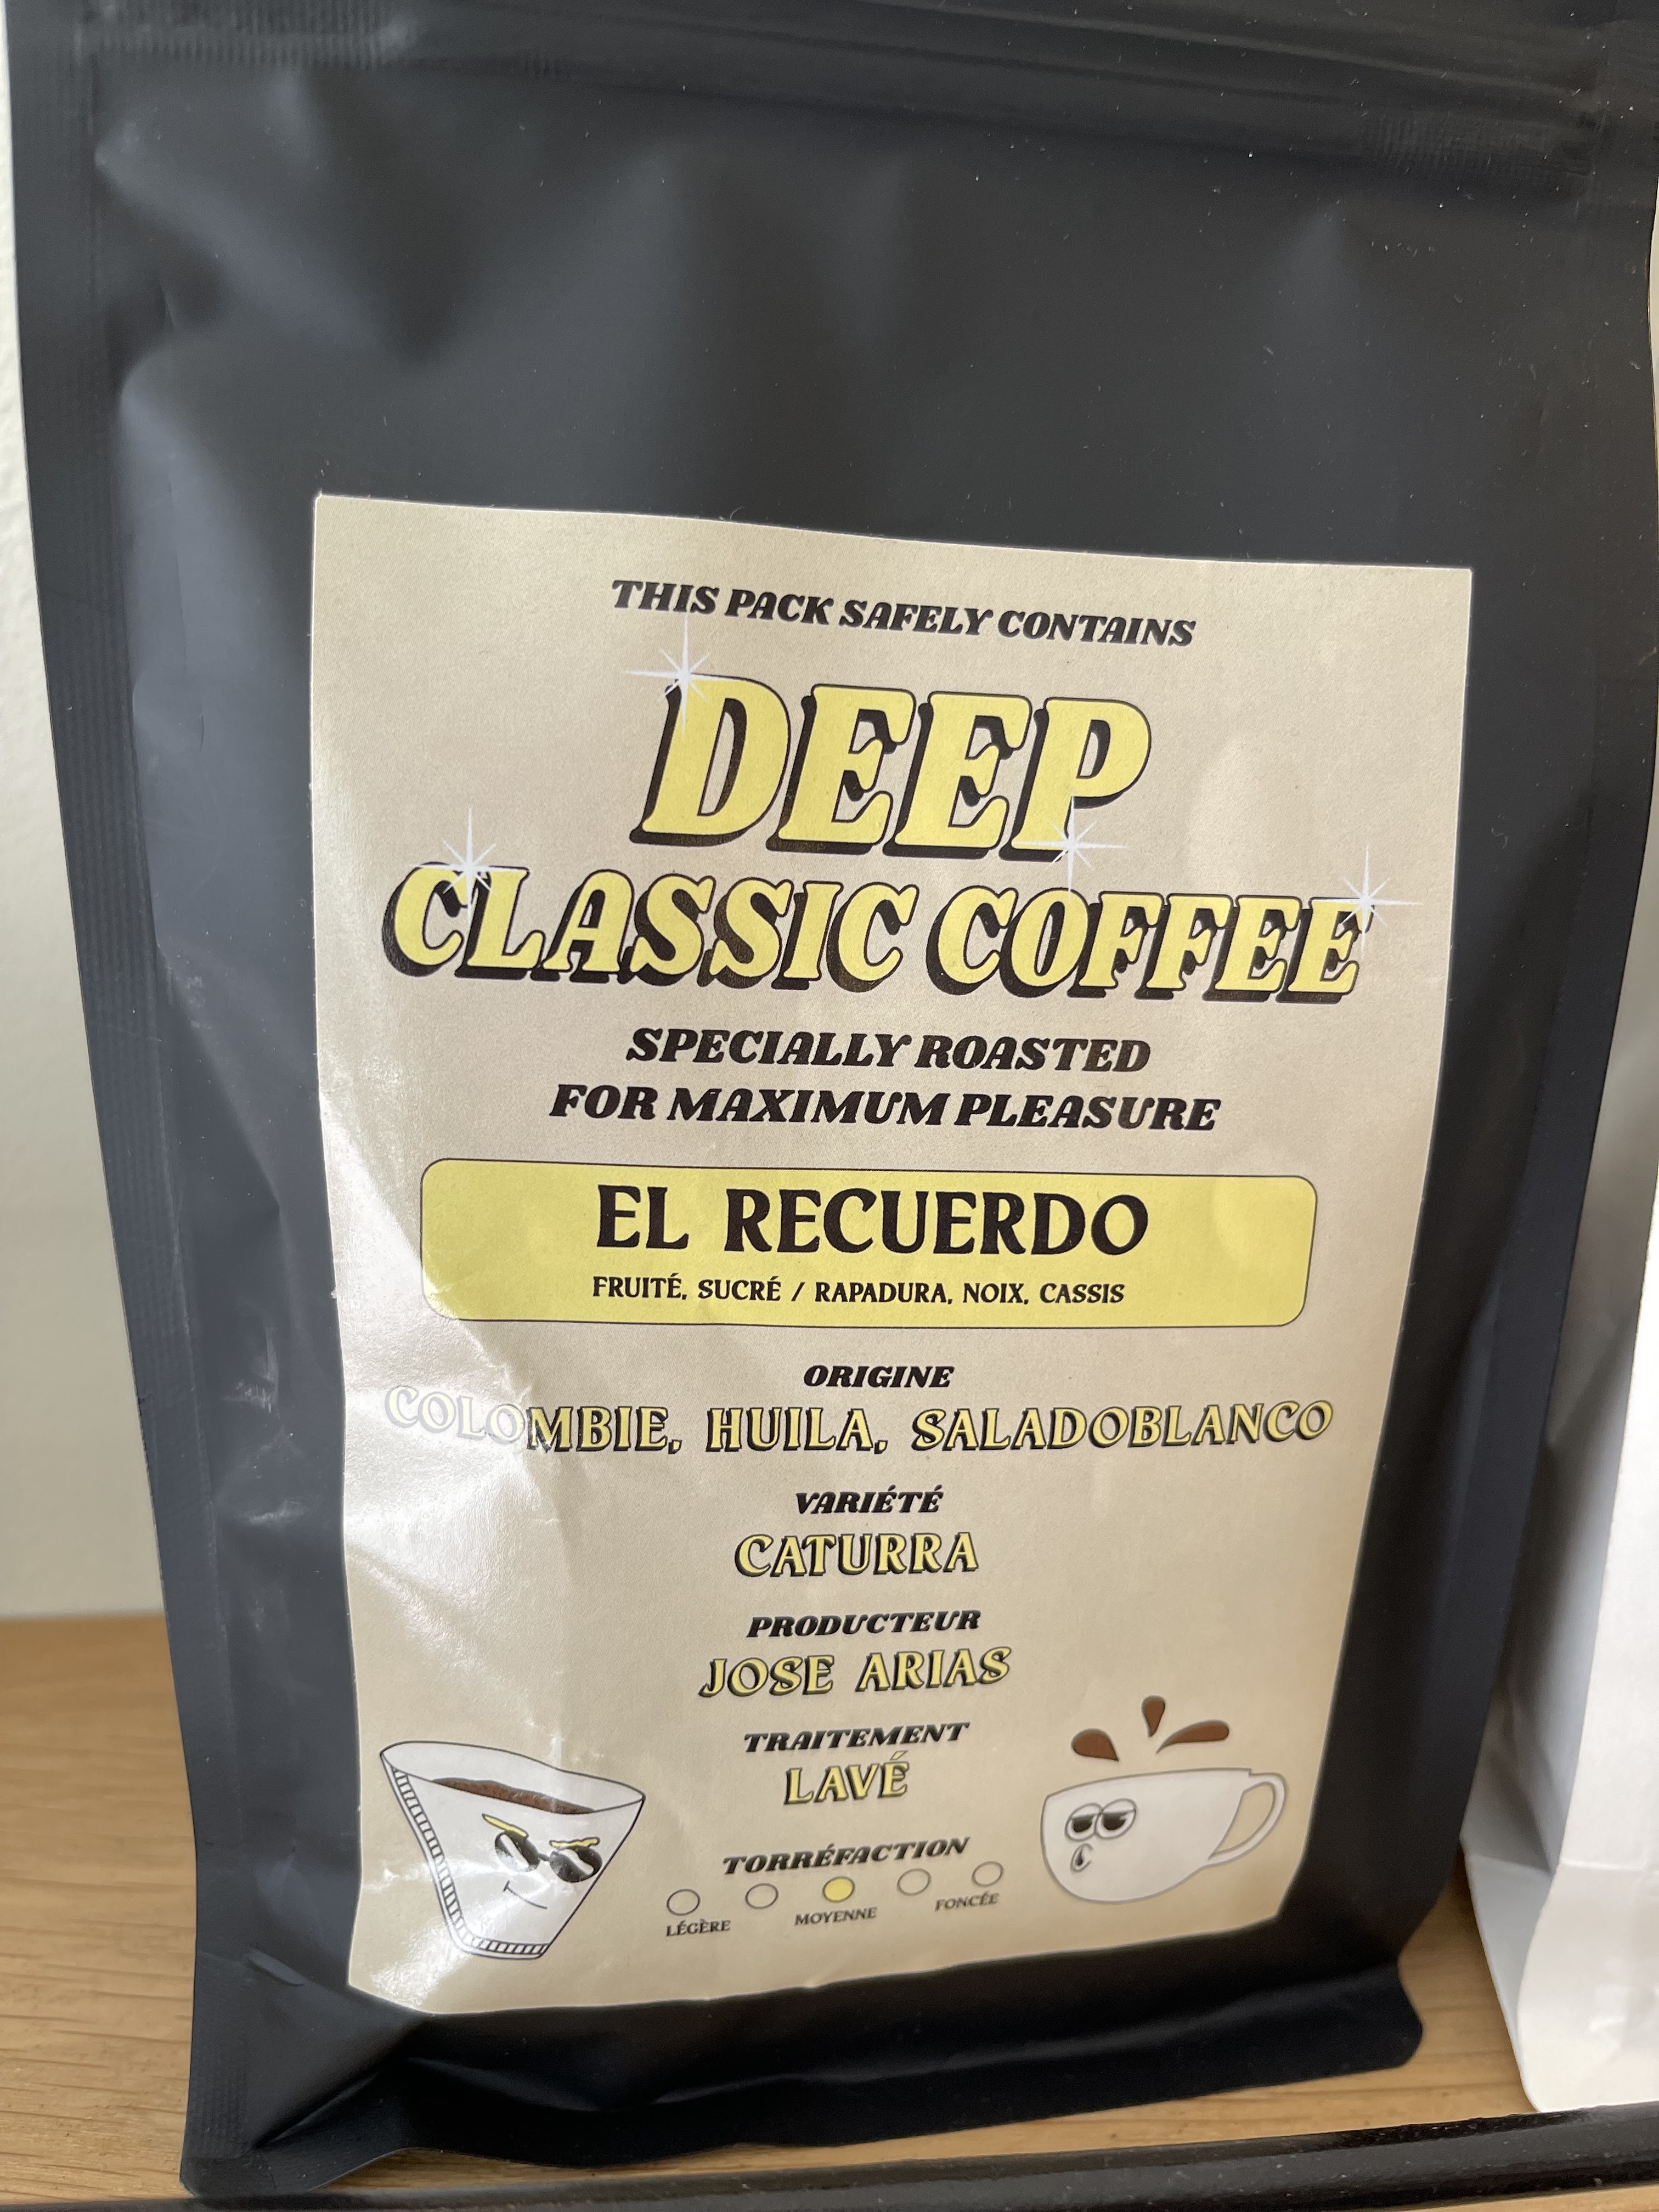 THIS PACK SAFELY CONTAINS
DEEP
CLASSIC COFFEE
SPECIALLY ROASTED
FOR MAXIMUM PLEASURE
EL RECUERDO
FRUITÉ, SUCRÉ / RAPADURA, NOIX, CASSIS
ORIGINE
COLOMBIE, HUILA, SALADOBLANCO
VARIÉTÉ
CATURRA
PRODUCTEUR
JOSE ARIAS
TRAITEMENT
LAVÉ
TORRÉFACTION
LÉGÈRE MOYENNE FONCÉE